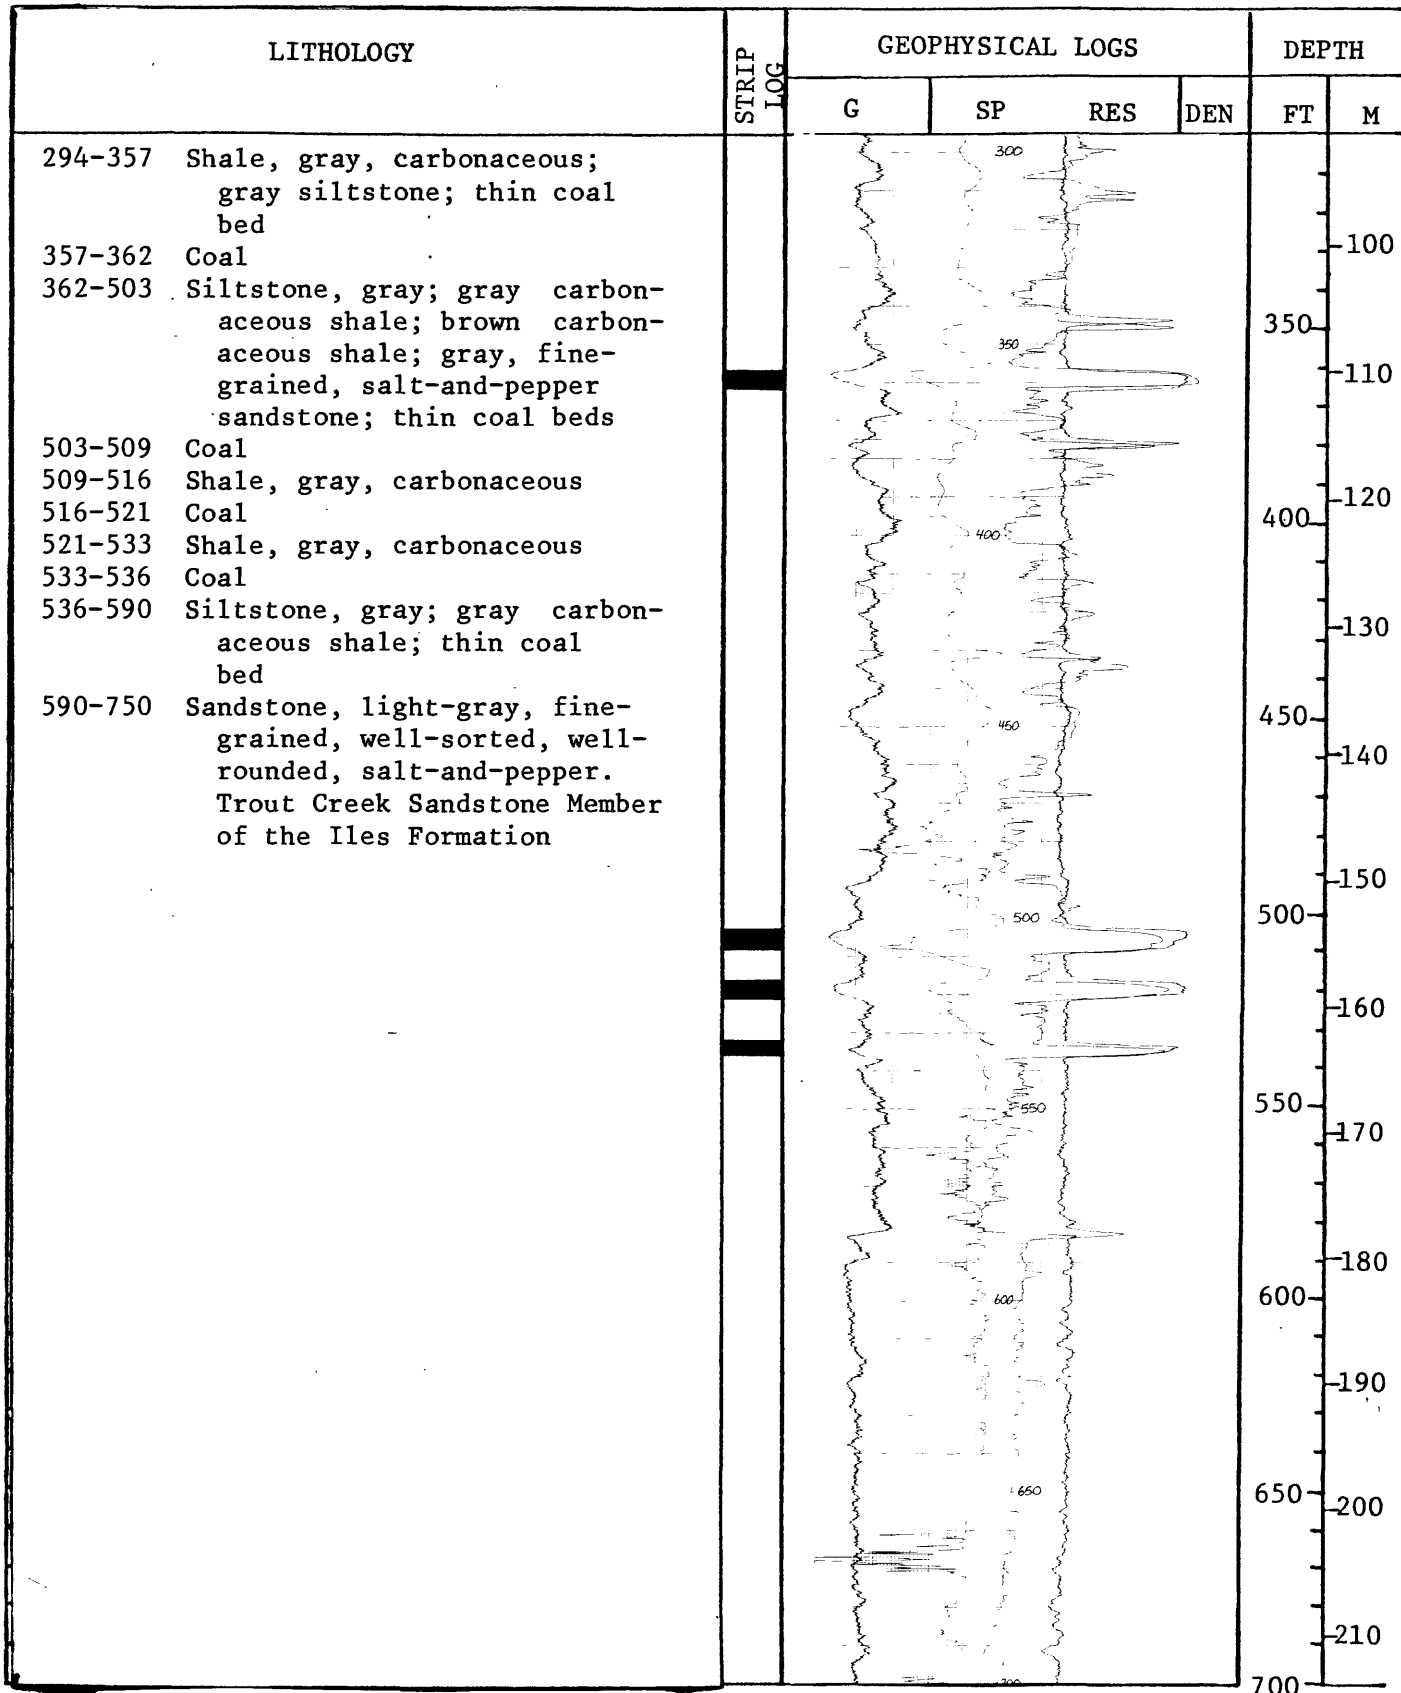 LITHOLOGY
STRIP LOG
GEOPHYSICAL LOGS
DEPTH
G SP RES DEN FT M
294-357 Shale, gray, carbonaceous;
gray siltstone; thin coal
bed
357-362 Coal
362-503 Siltstone, gray; gray carbon-
aceous shale; brown carbon-
aceous shale; gray, fine-
grained, salt-and-pepper
sandstone; thin coal beds
503-509 Coal
509-516 Shale, gray, carbonaceous
516-521 Coal
521-533 Shale, gray, carbonaceous
533-536 Coal
536-590 Siltstone, gray; gray carbon-
aceous shale; thin coal
bed
590-750 Sandstone, light-gray, fine-
grained, well-sorted, well-
rounded, salt-and-pepper.
Trout Creek Sandstone Member
of the Iles Formation
300
350
400
450
500
550
600
650
700
350
400
450
500
550
600
650
700
100
110
120
130
140
150
160
170
180
190
200
210